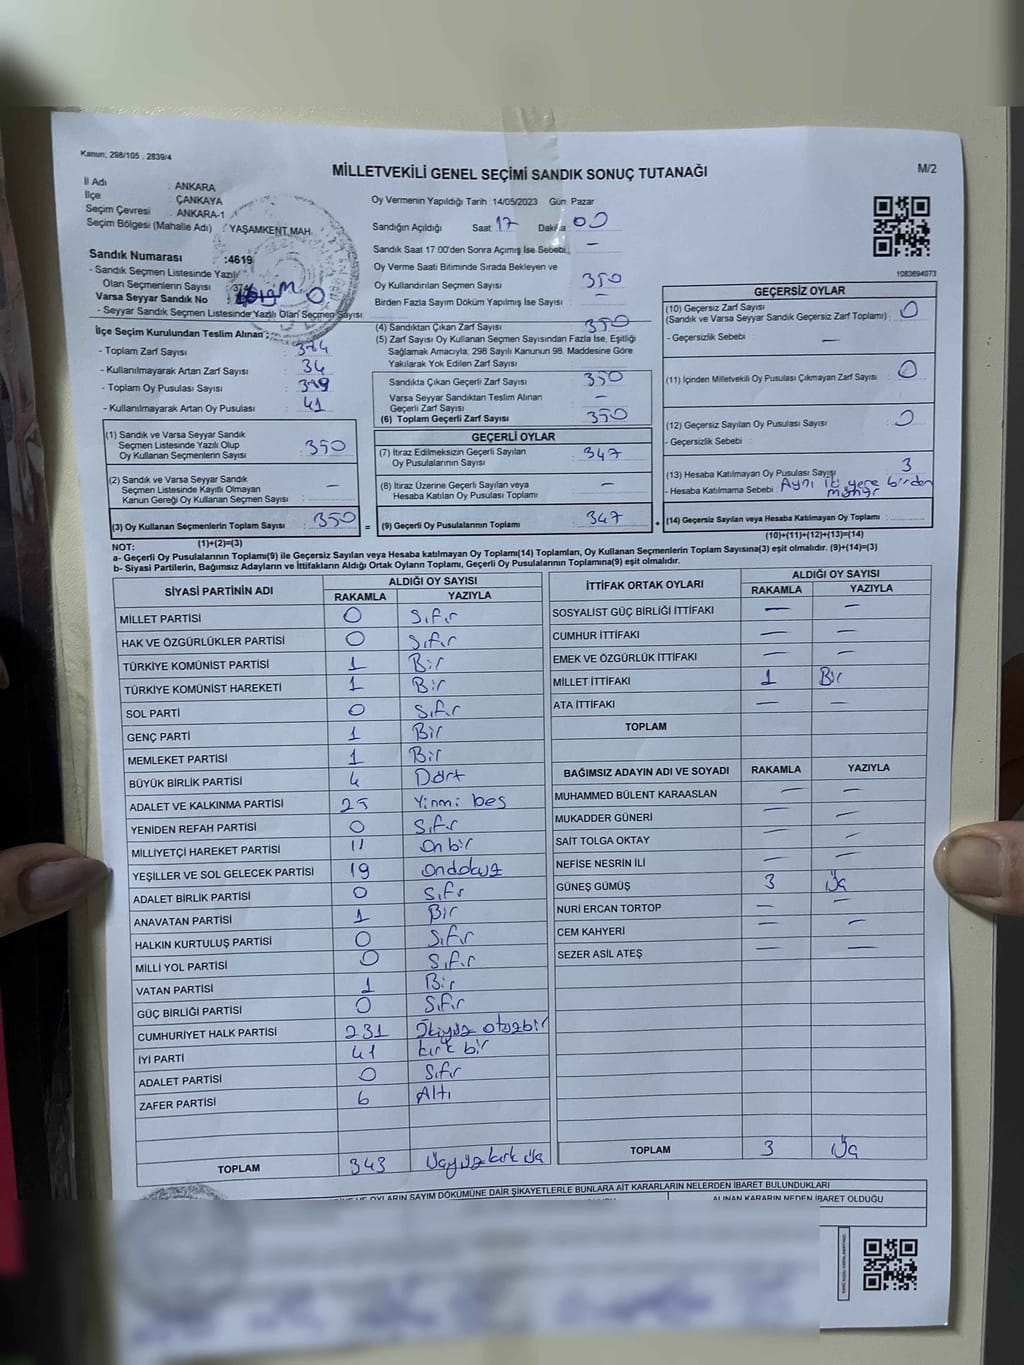 Kanun: 298/105 , 2839/4
MİLLETVEKİLİ GENEL SEÇİMİ SANDIK SONUÇ TUTANAĞI
M/2
İl Adı : ANKARA
İlçe : ÇANKAYA
Seçim Çevresi : ANKARA-1
Seçim Bölgesi (Mahalle Adı) : YAŞAMKENT MAH.
Sandık Numarası :4619
- Sandık Seçmen Listesinde Yazılı
Olan Seçmenlerin Sayısı : 374
Varsa Seyyar Sandık No : 0
- Seyyar Sandık Seçmen Listesinde Yazılı Olan Seçmen Sayısı
İlçe Seçim Kurulundan Teslim Alınan ;
- Toplam Zarf Sayısı : 384
- Kullanılmayarak Artan Zarf Sayısı : 34
- Toplam Oy Pusulası Sayısı :
- Kullanılmayarak Artan Oy Pusulası : 41
(1) Sandık ve Varsa Seyyar Sandık
Seçmen Listesinde Yazılı Olup
Oy Kullanan Seçmenlerin Sayısı : 350
(2) Sandık ve Varsa Seyyar Sandık
Seçmen Listesinde Kayıtlı Olmayan
Kanun Gereği Oy Kullanan Seçmen Sayısı : —
(3) Oy Kullanan Seçmenlerin Toplam Sayısı : 350 =
(1)+(2)=(3)
Oy Vermenin Yapıldığı Tarih :14/05/2023 Gün: Pazar
Sandığın Açıldığı Saat: 17 Dakika 00
Sandık Saat 17:00'den Sonra Açımış İse Sebebi —
Oy Verme Saati Bitiminde Sırada Bekleyen ve
Oy Kullandırılan Seçmen Sayısı : 350
Birden Fazla Sayım Döküm Yapılmış İse Sayısı : —
(4) Sandıktan Çıkan Zarf Sayısı : 350
(5) Zarf Sayısı Oy Kullanan Seçmen Sayısından Fazla İse, Eşitliği
Sağlamak Amacıyla, 298 Sayılı Kanunun 98. Maddesine Göre
Yakılarak Yok Edilen Zarf Sayısı
Sandıkta Çıkan Geçerli Zarf Sayısı : 350
Varsa Seyyar Sandıktan Teslim Alınan
Geçerli Zarf Sayısı : —
(6) Toplam Geçerli Zarf Sayısı : 350
GEÇERLİ OYLAR
(7) İtiraz Edilmeksizin Geçerli Sayılan
Oy Pusulalarının Sayısı : 347
(8) İtiraz Üzerine Geçerli Sayılan veya
Hesaba Katılan Oy Pusulası Toplamı : —
(9) Geçerli Oy Pusulalarının Toplamı : 347 +
1083694073
GEÇERSİZ OYLAR
(10) Geçersiz Zarf Sayısı
(Sandık ve Varsa Seyyar Sandık Geçersiz Zarf Toplamı) : 0
- Geçersizlik Sebebi : —
(11) İçinden Milletvekili Oy Pusulası Çıkmayan Zarf Sayısı : 0
(12) Geçersiz Sayılan Oy Pusulası Sayısı : 0
- Geçersizlik Sebebi :
(13) Hesaba Katılmayan Oy Pusulası Sayısı : 3
- Hesaba Katılmama Sebebi : Aynı yere birden
mühür
(14) Geçersiz Sayılan veya Hesaba Katılmayan Oy Toplamı :
(10)+(11)+(12)+(13)=(14)
NOT:
a- Geçerli Oy Pusulalarının Toplamı(9) ile Geçersiz Sayılan veya Hesaba katılmayan Oy Toplamı(14) Toplamları, Oy Kullanan Seçmenlerin Toplam Sayısına(3) eşit olmalıdır. (9)+(14)=(3)
b- Siyasi Partilerin, Bağımsız Adayların ve İttifakların Aldığı Ortak Oyların Toplamı, Geçerli Oy Pusulalarının Toplamına(9) eşit olmalıdır.
SİYASİ PARTİNİN ADI ALDIĞI OY SAYISI
RAKAMLA YAZIYLA
MİLLET PARTİSİ 0 Sıfır
HAK VE ÖZGÜRLÜKLER PARTİSİ 0 Sıfır
TÜRKİYE KOMÜNİST PARTİSİ 1 Bir
TÜRKİYE KOMÜNİST HAREKETİ 1 Bir
SOL PARTİ 0 Sıfır
GENÇ PARTİ 1 Bir
MEMLEKET PARTİSİ 1 Bir
BÜYÜK BİRLİK PARTİSİ 4 Dört
ADALET VE KALKINMA PARTİSİ 25 Yirmi beş
YENİDEN REFAH PARTİSİ 0 Sıfır
MİLLİYETÇİ HAREKET PARTİSİ 11 Onbir
YEŞİLLER VE SOL GELECEK PARTİSİ 19 Ondokuz
ADALET BİRLİK PARTİSİ 0 Sıfır
ANAVATAN PARTİSİ 1 Bir
HALKIN KURTULUŞ PARTİSİ 0 Sıfır
MİLLİ YOL PARTİSİ 0 Sıfır
VATAN PARTİSİ 1 Bir
GÜÇ BİRLİĞİ PARTİSİ 0 Sıfır
CUMHURİYET HALK PARTİSİ 231 İkiyüz otuzbir
İYİ PARTİ 41 kırk bir
ADALET PARTİSİ 0 Sıfır
ZAFER PARTİSİ 6 Altı
TOPLAM 343 Üçyüzkırk üç
İTTİFAK ORTAK OYLARI ALDIĞI OY SAYISI
RAKAMLA YAZIYLA
SOSYALİST GÜÇ BİRLİĞİ İTTİFAKI — —
CUMHUR İTTİFAKI — —
EMEK VE ÖZGÜRLÜK İTTİFAKI — —
MİLLET İTTİFAKI 1 Bir
ATA İTTİFAKI — —
TOPLAM
BAĞIMSIZ ADAYIN ADI VE SOYADI RAKAMLA YAZIYLA
MUHAMMED BÜLENT KARAASLAN — —
MUKADDER GÜNERİ — —
SAİT TOLGA OKTAY — —
NEFİSE NESRİN İLİ — —
GÜNEŞ GÜMÜŞ 3 Üç
NURİ ERCAN TORTOP — —
CEM KAHYERİ — —
SEZER ASİL ATEŞ — —
TOPLAM 3 Üç
VE OYLARIN SAYIM DÖKÜMÜNE DAİR ŞİKAYETLERLE BUNLARA AİT KARARLARIN NELERDEN İBARET BULUNDUKLARI
ALINAN KARARIN NEDEN İBARET OLDUĞU